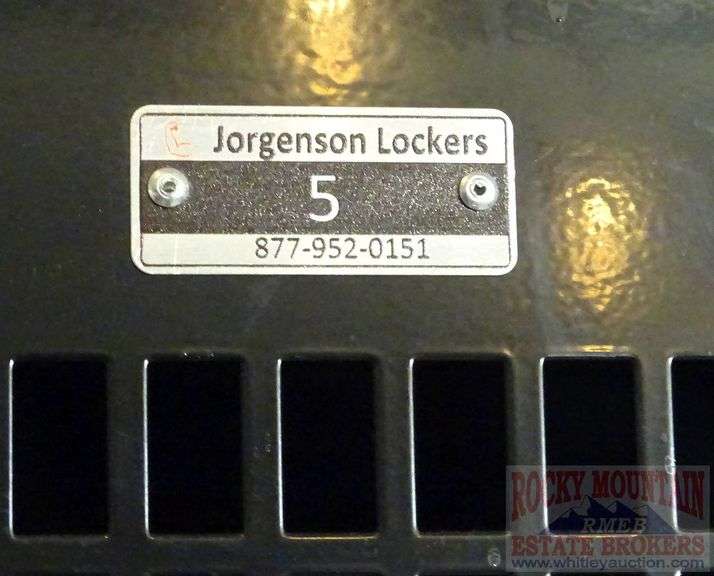 Jorgenson Lockers
5
877-952-0151
ROCKY MOUNTAIN
RMEB
ESTATE BROKERS
www.whitleyauction.com